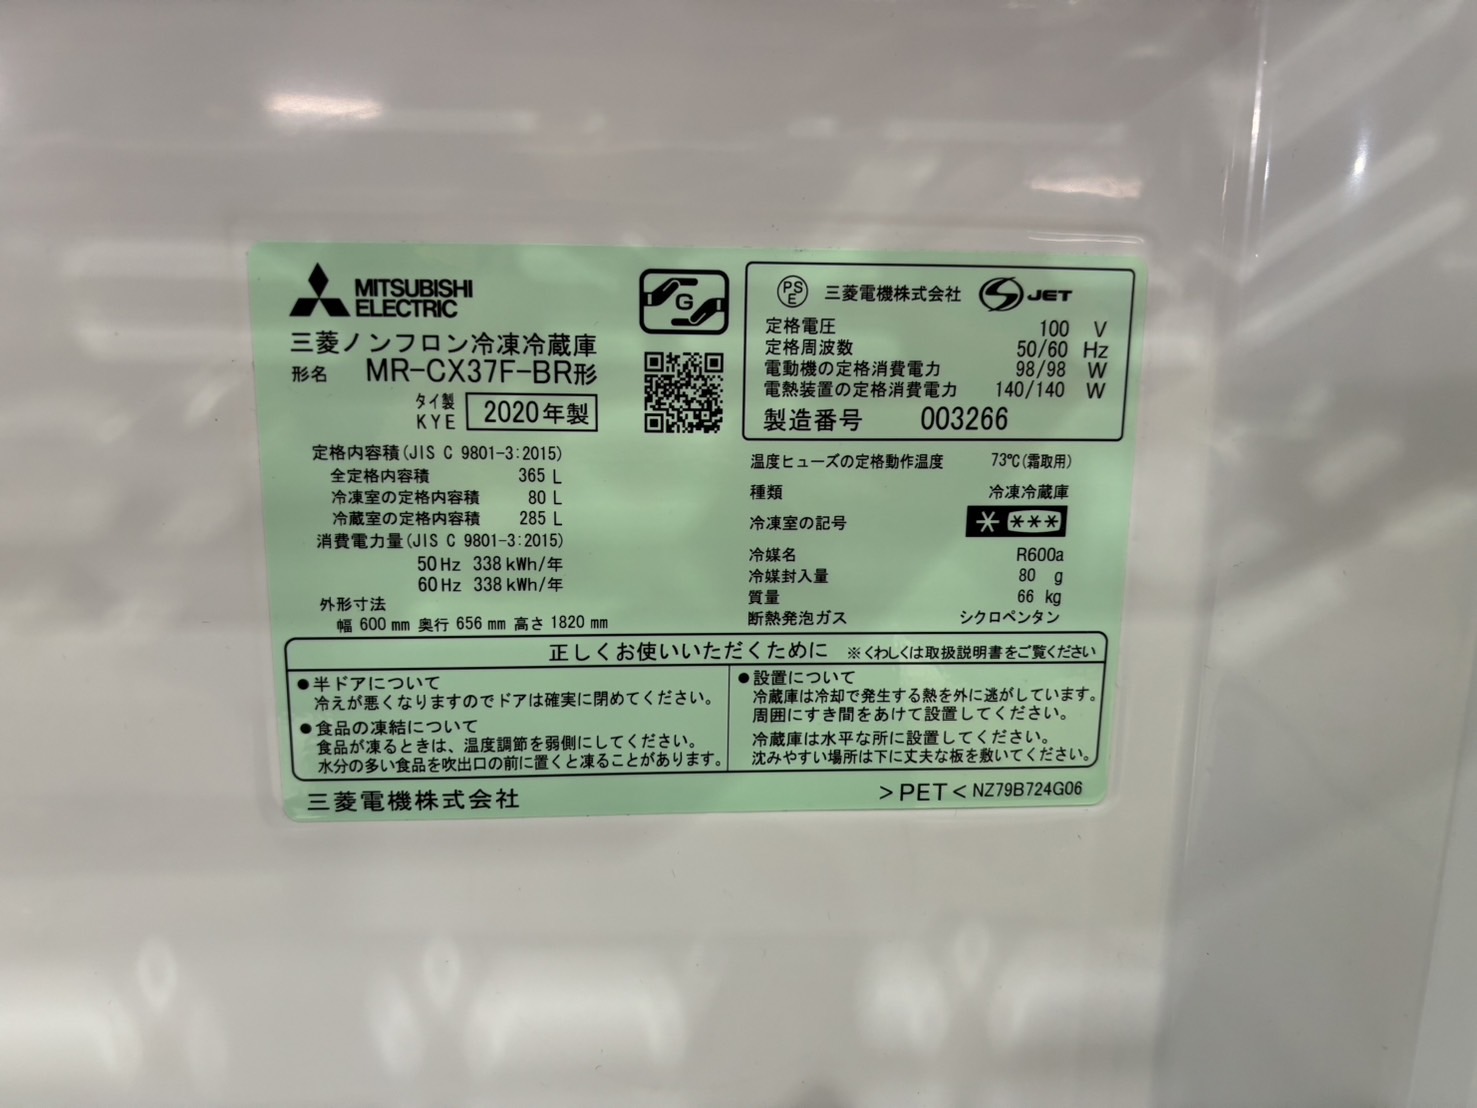 MITSUBISHI
ELECTRIC
三菱ノンフロン冷凍冷蔵庫
形名 MR-CX37F-BR形
タイ製
KYE 2020年製
定格内容積(JIS C 9801-3:2015)
全定格内容積 365 L
冷凍室の定格内容積 80 L
冷蔵室の定格内容積 285 L
消費電力量(JIS C 9801-3:2015)
50Hz 338kWh/年
60Hz 338kWh/年
外形寸法
幅 600mm 奥行 656mm 高さ 1820mm
G
PSE 三菱電機株式会社 S JET
定格電圧 100 V
定格周波数 50/60 Hz
電動機の定格消費電力 98/98 W
電熱装置の定格消費電力 140/140 W
製造番号 003266
温度ヒューズの定格動作温度 73℃(霜取用)
種類 冷凍冷蔵庫
冷凍室の記号 * ***
冷媒名 R600a
冷媒封入量 80 g
質量 66 kg
断熱発泡ガス シクロペンタン
正しくお使いいただくために ※くわしくは取扱説明書をご覧ください
●半ドアについて
冷えが悪くなりますのでドアは確実に閉めてください。
●食品の凍結について
食品が凍るときは、温度調節を弱側にしてください。
水分の多い食品を吹出口の前に置くと凍ることがあります。
●設置について
冷蔵庫は冷却で発生する熱を外に逃がしています。
周囲にすき間をあけて設置してください。
冷蔵庫は水平な所に設置してください。
沈みやすい場所は下に丈夫な板を敷いてください。
三菱電機株式会社
>PET< NZ79B724G06